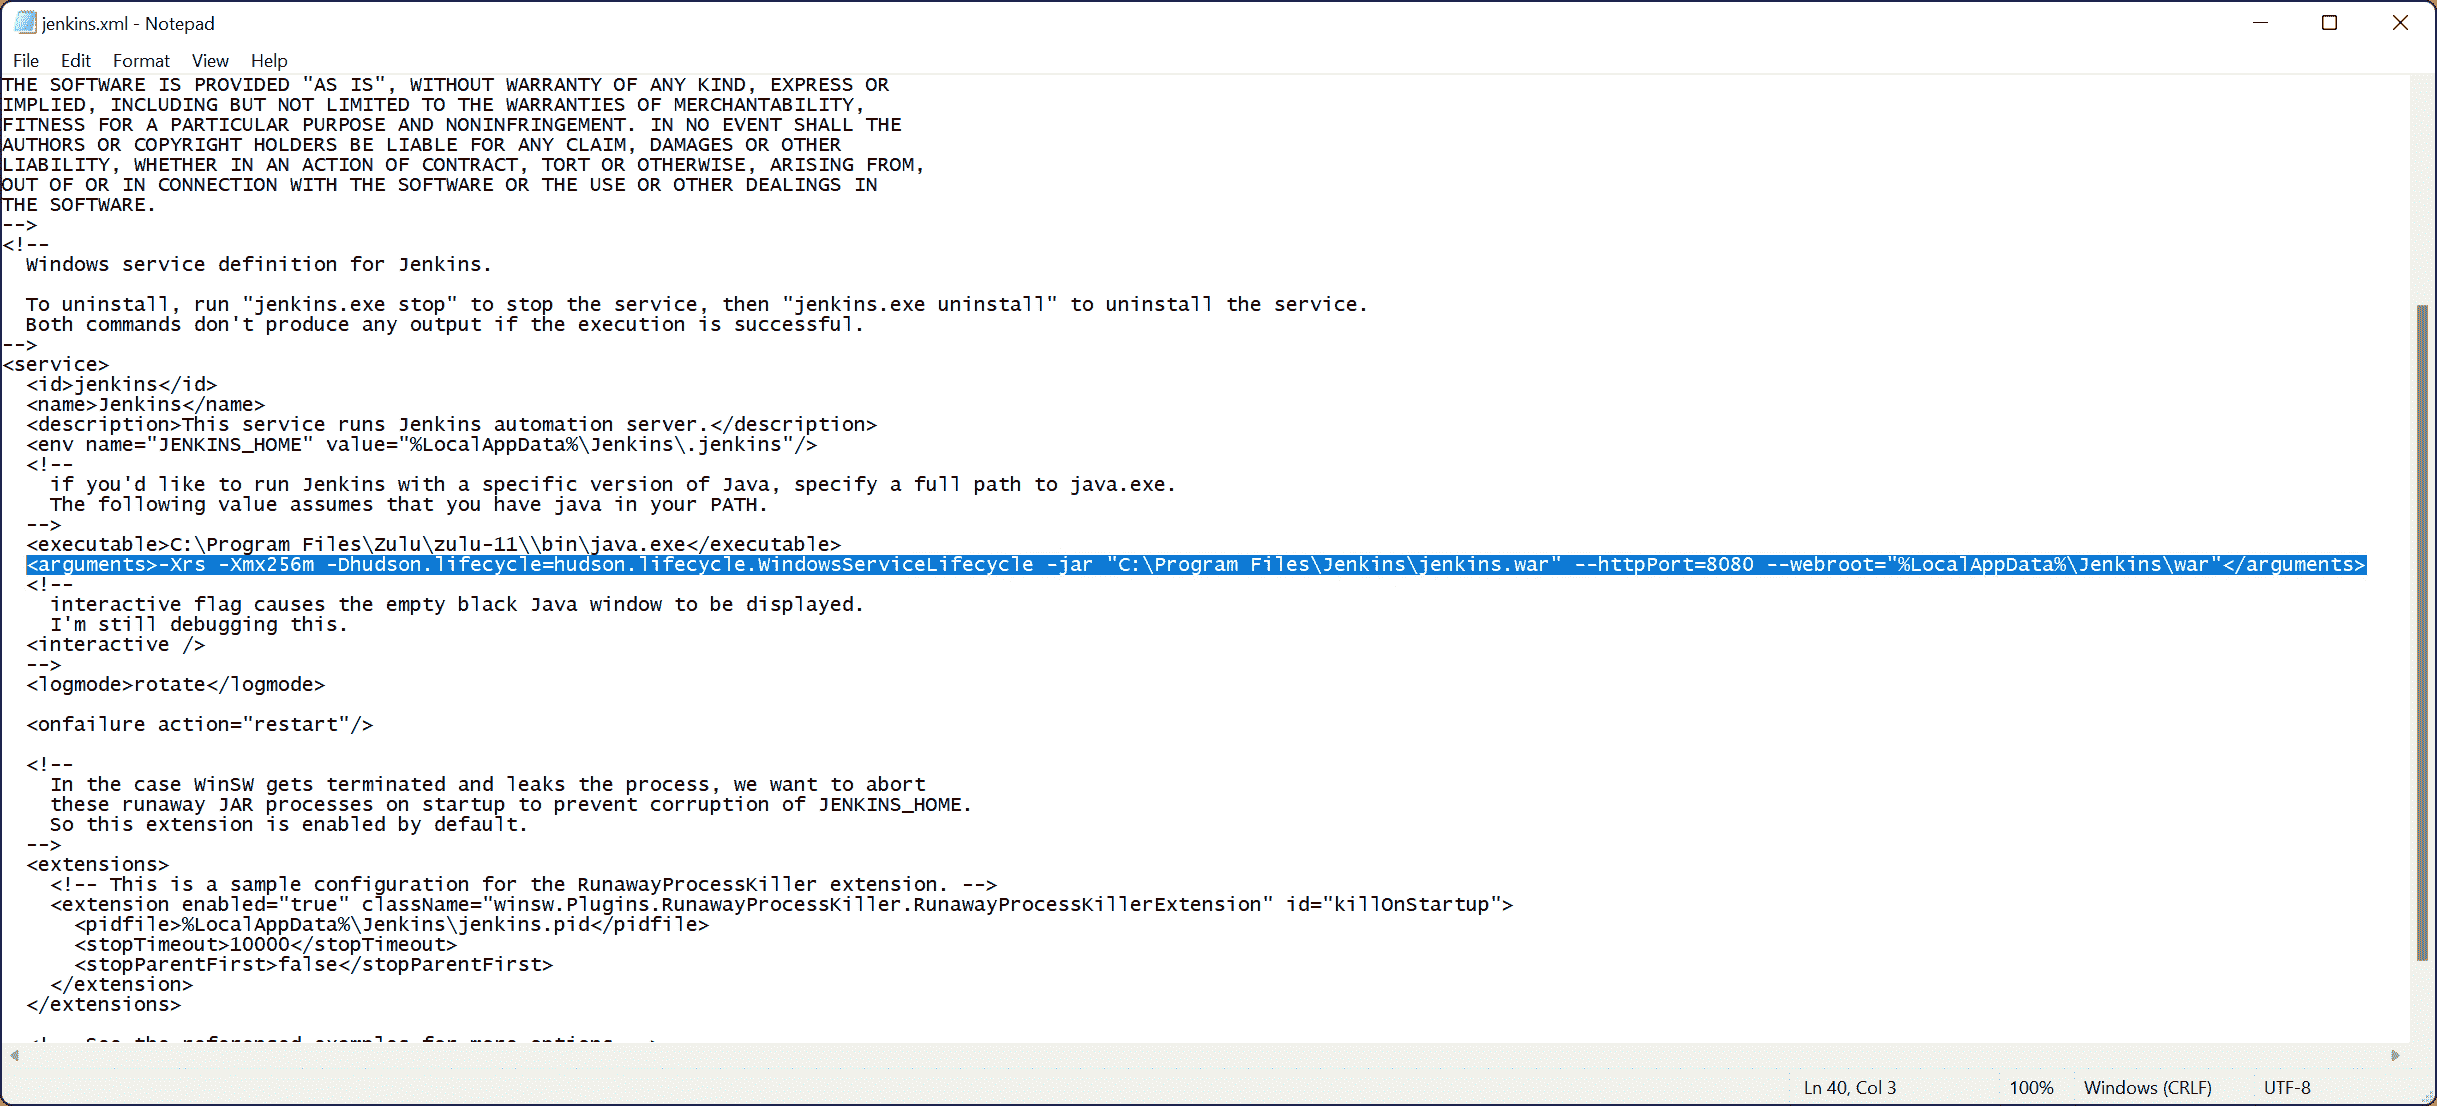 jenkins.xml - Notepad
File Edit Format View Help
THE SOFTWARE IS PROVIDED "AS IS", WITHOUT WARRANTY OF ANY KIND, EXPRESS OR
IMPLIED, INCLUDING BUT NOT LIMITED TO THE WARRANTIES OF MERCHANTABILITY,
FITNESS FOR A PARTICULAR PURPOSE AND NONINFRINGEMENT. IN NO EVENT SHALL THE
AUTHORS OR COPYRIGHT HOLDERS BE LIABLE FOR ANY CLAIM, DAMAGES OR OTHER
LIABILITY, WHETHER IN AN ACTION OF CONTRACT, TORT OR OTHERWISE, ARISING FROM,
OUT OF OR IN CONNECTION WITH THE SOFTWARE OR THE USE OR OTHER DEALINGS IN
THE SOFTWARE.
-->
<!--
  Windows service definition for Jenkins.

  To uninstall, run "jenkins.exe stop" to stop the service, then "jenkins.exe uninstall" to uninstall the service.
  Both commands don't produce any output if the execution is successful.
-->
<service>
  <id>jenkins</id>
  <name>Jenkins</name>
  <description>This service runs Jenkins automation server.</description>
  <env name="JENKINS_HOME" value="%LocalAppData%\Jenkins\.jenkins"/>
  <!--
    if you'd like to run Jenkins with a specific version of Java, specify a full path to java.exe.
    The following value assumes that you have java in your PATH.
  -->
  <executable>C:\Program Files\Zulu\zulu-11\\bin\java.exe</executable>
  <arguments>-Xrs -Xmx256m -Dhudson.lifecycle=hudson.lifecycle.WindowsServiceLifecycle -jar "C:\Program Files\Jenkins\jenkins.war" --httpPort=8080 --webroot="%LocalAppData%\Jenkins\war"</arguments>
  <!--
    interactive flag causes the empty black Java window to be displayed.
    I'm still debugging this.
  <interactive />
  -->
  <logmode>rotate</logmode>

  <onfailure action="restart"/>

  <!--
    In the case WinSW gets terminated and leaks the process, we want to abort
    these runaway JAR processes on startup to prevent corruption of JENKINS_HOME.
    So this extension is enabled by default.
  -->
  <extensions>
    <!-- This is a sample configuration for the RunawayProcessKiller extension. -->
    <extension enabled="true" className="winsw.Plugins.RunawayProcessKiller.RunawayProcessKillerExtension" id="killOnStartup">
      <pidfile>%LocalAppData%\Jenkins\jenkins.pid</pidfile>
      <stopTimeout>10000</stopTimeout>
      <stopParentFirst>false</stopParentFirst>
    </extension>
  </extensions>

  <!-- See the referenced examples for more options -->
Ln 40, Col 3 100% Windows (CRLF) UTF-8